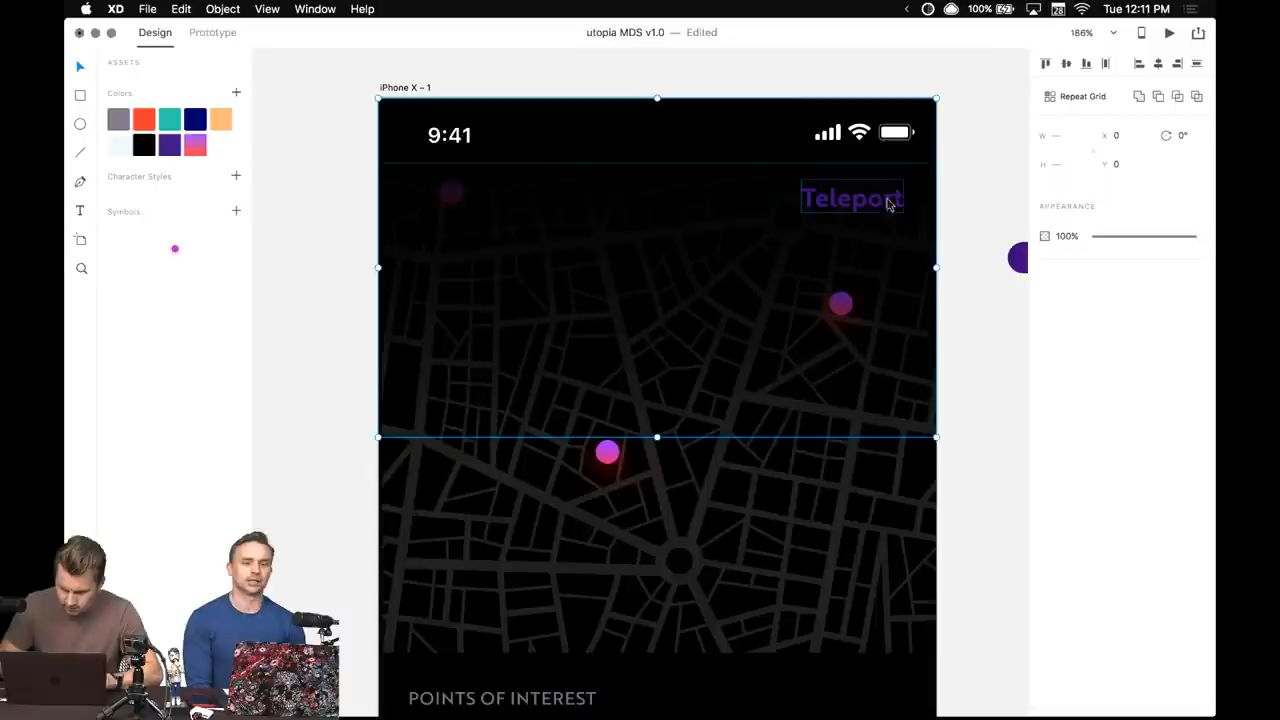 XD File Edit Object View Window Help
100% 28 Tue 12:11 PM
Design Prototype
utopia MDS v1.0 — Edited
186%
ASSETS
Colors +
Character Styles +
Symbols +
iPhone X – 1
9:41
Teleport
POINTS OF INTEREST
Repeat Grid
W — X 0 0°
H — Y 0
APPEARANCE
100%